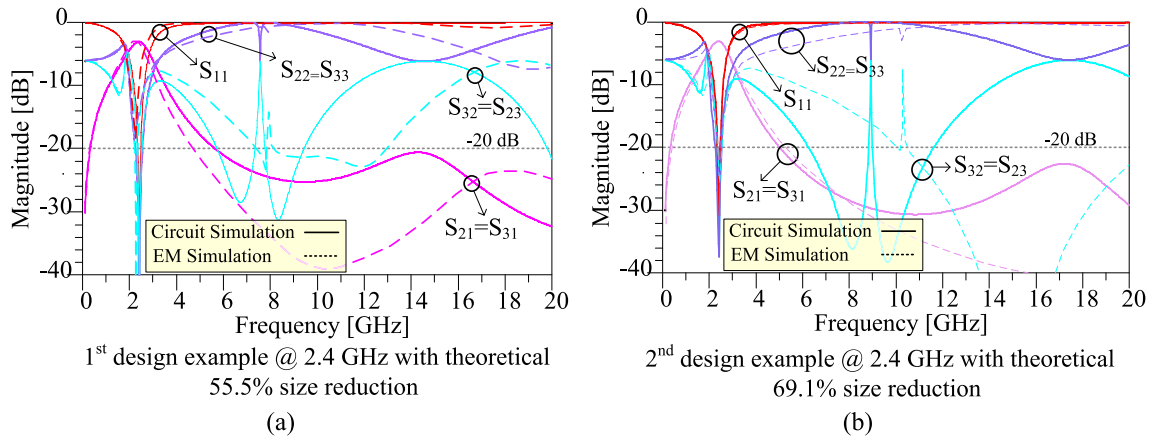 Magnitude [dB]
0
-10
-20
-30
-40
S11
S22=S33
S32=S23
-20 dB
S21=S31
Circuit Simulation
EM Simulation
0 2 4 6 8 10 12 14 16 18 20
Frequency [GHz]
1st design example @ 2.4 GHz with theoretical
55.5% size reduction
(a)
Magnitude [dB]
0
-10
-20
-30
-40
S22=S33
S11
-20 dB
S32=S23
S21=S31
Circuit Simulation
EM Simulation
0 2 4 6 8 10 12 14 16 18 20
Frequency [GHz]
2nd design example @ 2.4 GHz with theoretical
69.1% size reduction
(b)